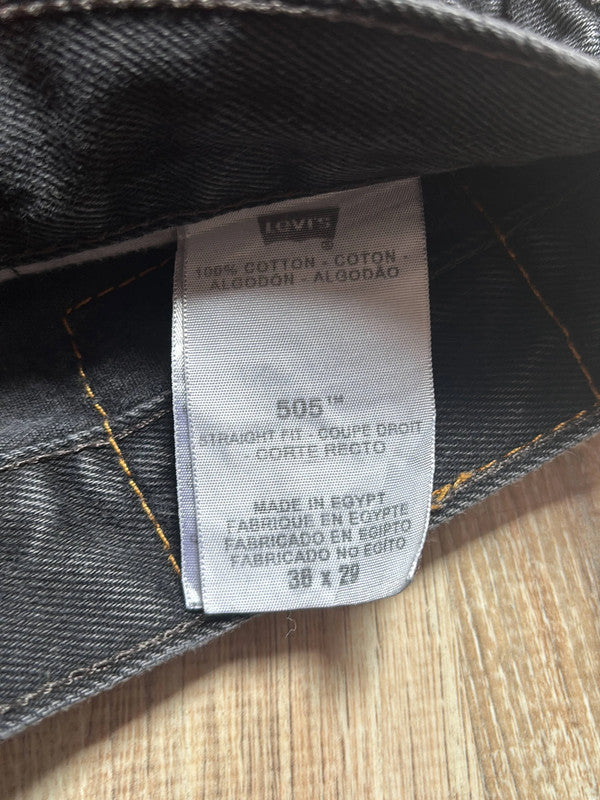 Levi's
®
100% COTTON - COTON -
ALGODON - ALGODÃO
505™
STRAIGHT FIT - COUPE DROIT
- CORTE RECTO
MADE IN EGYPT
FABRIQUE EN EGYPTE
FABRICADO EN EGIPTO
FABRICADO NO EGITO
x 29